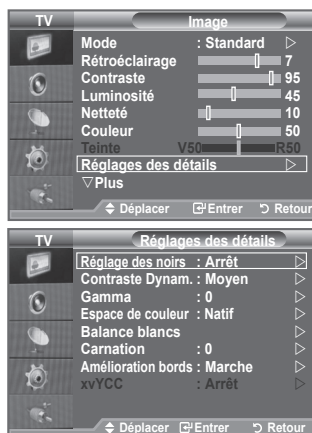 TV Image
Mode : Standard
Rétroéclairage 7
Contraste 95
Luminosité 45
Netteté 10
Couleur 50
Teinte V50 R50
Réglages des détails
▽Plus
Déplacer Entrer Retour
TV Réglages des détails
Réglage des noirs : Arrêt
Contraste Dynam. : Moyen
Gamma : 0
Espace de couleur : Natif
Balance blancs
Carnation : 0
Amélioration bords : Marche
xvYCC : Arrêt
Déplacer Entrer Retour